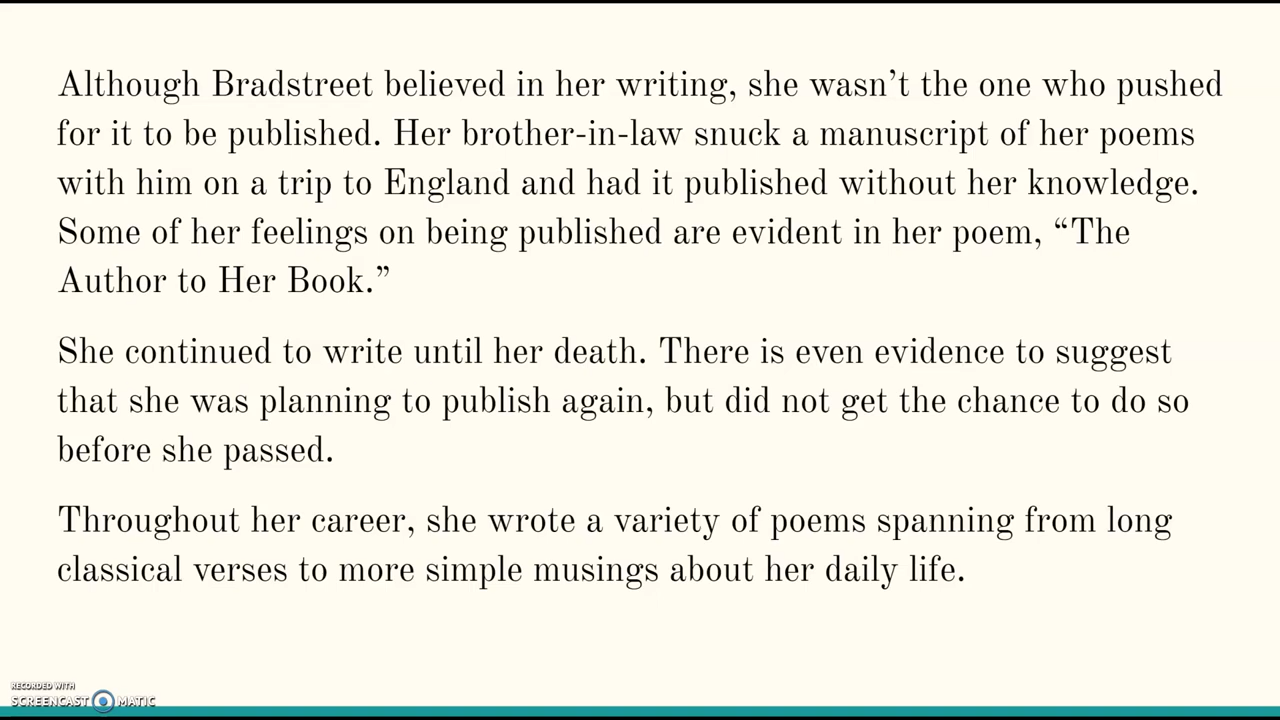 Although Bradstreet believed in her writing, she wasn’t the one who pushed
for it to be published. Her brother-in-law snuck a manuscript of her poems
with him on a trip to England and had it published without her knowledge.
Some of her feelings on being published are evident in her poem, “The
Author to Her Book.”
She continued to write until her death. There is even evidence to suggest
that she was planning to publish again, but did not get the chance to do so
before she passed.
Throughout her career, she wrote a variety of poems spanning from long
classical verses to more simple musings about her daily life.
RECORDED WITH
SCREENCAST MATIC